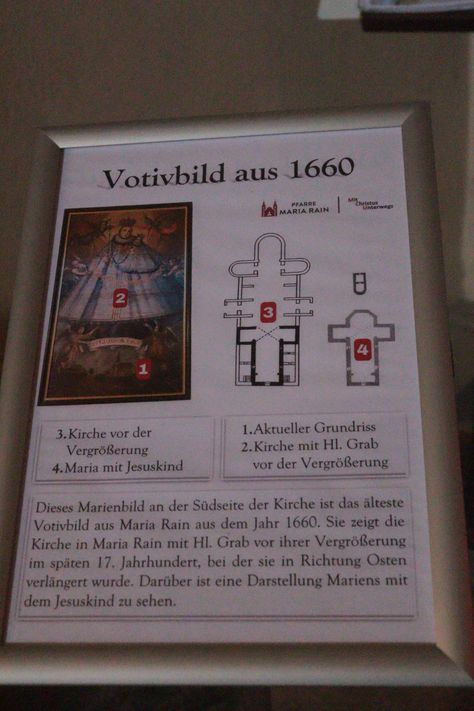 Votivbild aus 1660
PFARRE
MARIA RAIN
Mit
Christus
Unterwegs
2
1
3
4
3. Kirche vor der
Vergrößerung
4. Maria mit Jesuskind
1. Aktueller Grundriss
2. Kirche mit Hl. Grab
vor der Vergrößerung
Dieses Marienbild an der Südseite der Kirche ist das älteste
Votivbild aus Maria Rain aus dem Jahr 1660. Sie zeigt die
Kirche in Maria Rain mit Hl. Grab vor ihrer Vergrößerung
im späten 17. Jahrhundert, bei der sie in Richtung Osten
verlängert wurde. Darüber ist eine Darstellung Mariens mit
dem Jesuskind zu sehen.